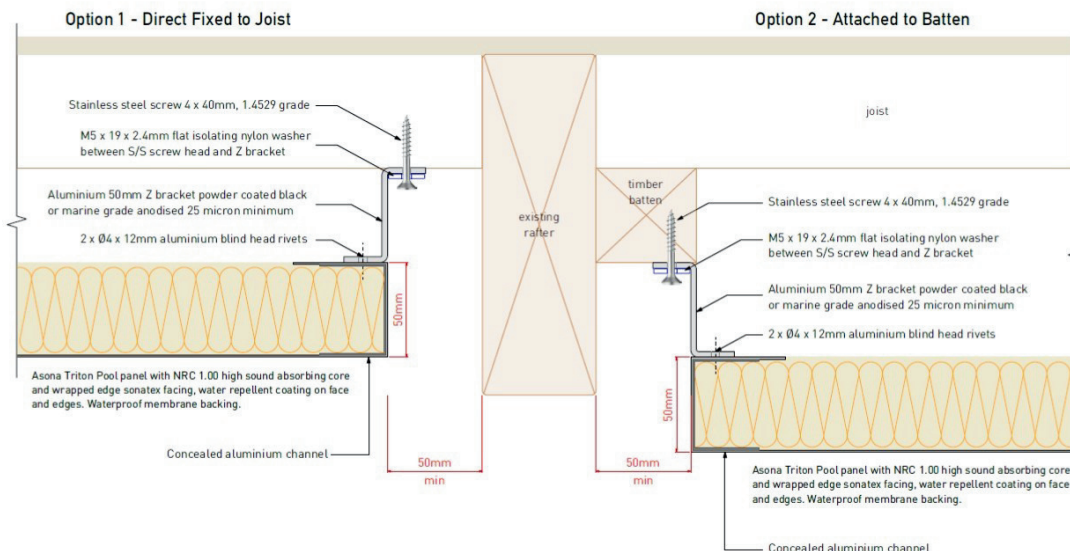 Option 1 - Direct Fixed to Joist
Option 2 - Attached to Batten
Stainless steel screw 4 x 40mm, 1.4529 grade
M5 x 19 x 2.4mm flat isolating nylon washer
between S/S screw head and Z bracket
Aluminium 50mm Z bracket powder coated black
or marine grade anodised 25 micron minimum
2 x Ø4 x 12mm aluminium blind head rivets
50mm
Asona Triton Pool panel with NRC 1.00 high sound absorbing core
and wrapped edge sonatex facing, water repellent coating on face
and edges. Waterproof membrane backing.
Concealed aluminium channel
50mm
min
existing
rafter
joist
timber
batten
Stainless steel screw 4 x 40mm, 1.4529 grade
M5 x 19 x 2.4mm flat isolating nylon washer
between S/S screw head and Z bracket
Aluminium 50mm Z bracket powder coated black
or marine grade anodised 25 micron minimum
2 x Ø4 x 12mm aluminium blind head rivets
50mm
50mm
min
Asona Triton Pool panel with NRC 1.00 high sound absorbing core
and wrapped edge sonatex facing, water repellent coating on face
and edges. Waterproof membrane backing.
Concealed aluminium channel